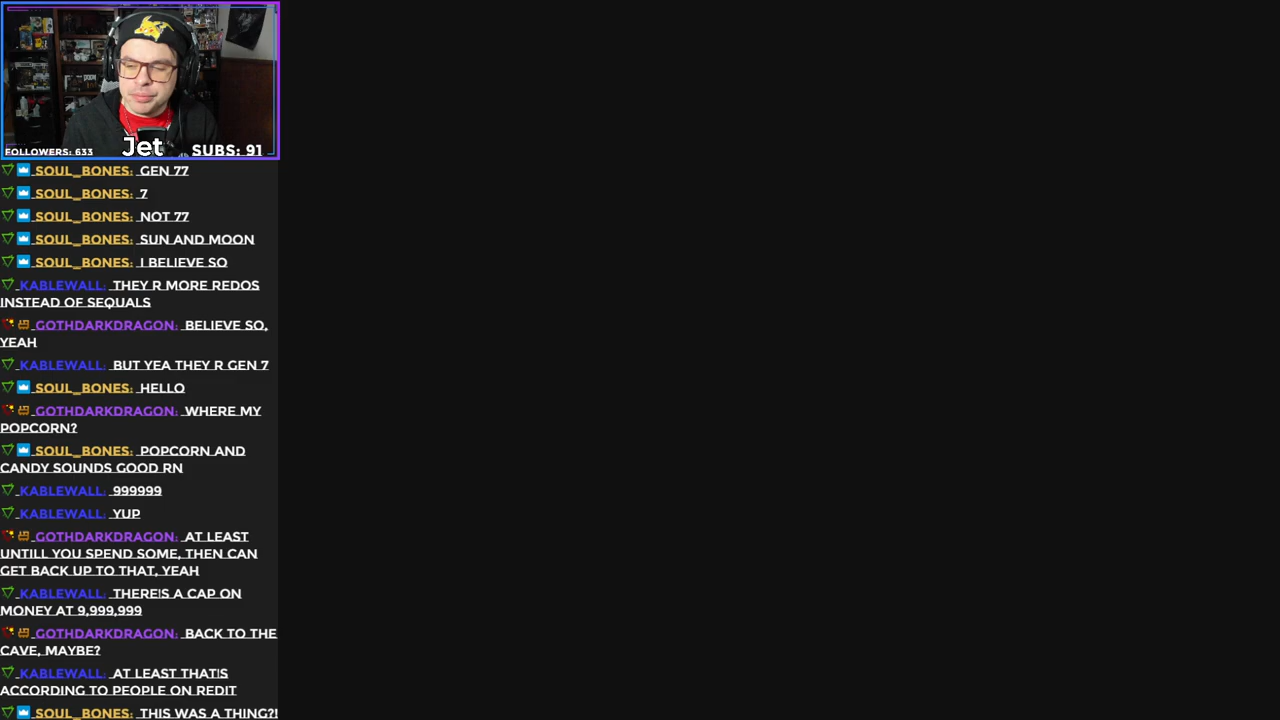 FOLLOWERS: 633
Jet
SUBS: 91
SOUL_BONES: GEN 77
SOUL_BONES: 7
SOUL_BONES: NOT 77
SOUL_BONES: SUN AND MOON
SOUL_BONES: I BELIEVE SO
KABLEWALL: THEY R MORE REDOS
INSTEAD OF SEQUALS
GOTHDARKDRAGON: BELIEVE SO,
YEAH
KABLEWALL: BUT YEA THEY R GEN 7
SOUL_BONES: HELLO
GOTHDARKDRAGON: WHERE MY
POPCORN?
SOUL_BONES: POPCORN AND
CANDY SOUNDS GOOD RN
KABLEWALL: 999999
KABLEWALL: YUP
GOTHDARKDRAGON: AT LEAST
UNTILL YOU SPEND SOME, THEN CAN
GET BACK UP TO THAT, YEAH
KABLEWALL: THERE'S A CAP ON
MONEY AT 9,999,999
GOTHDARKDRAGON: BACK TO THE
CAVE, MAYBE?
KABLEWALL: AT LEAST THAT'S
ACCORDING TO PEOPLE ON REDIT
SOUL_BONES: THIS WAS A THING?!